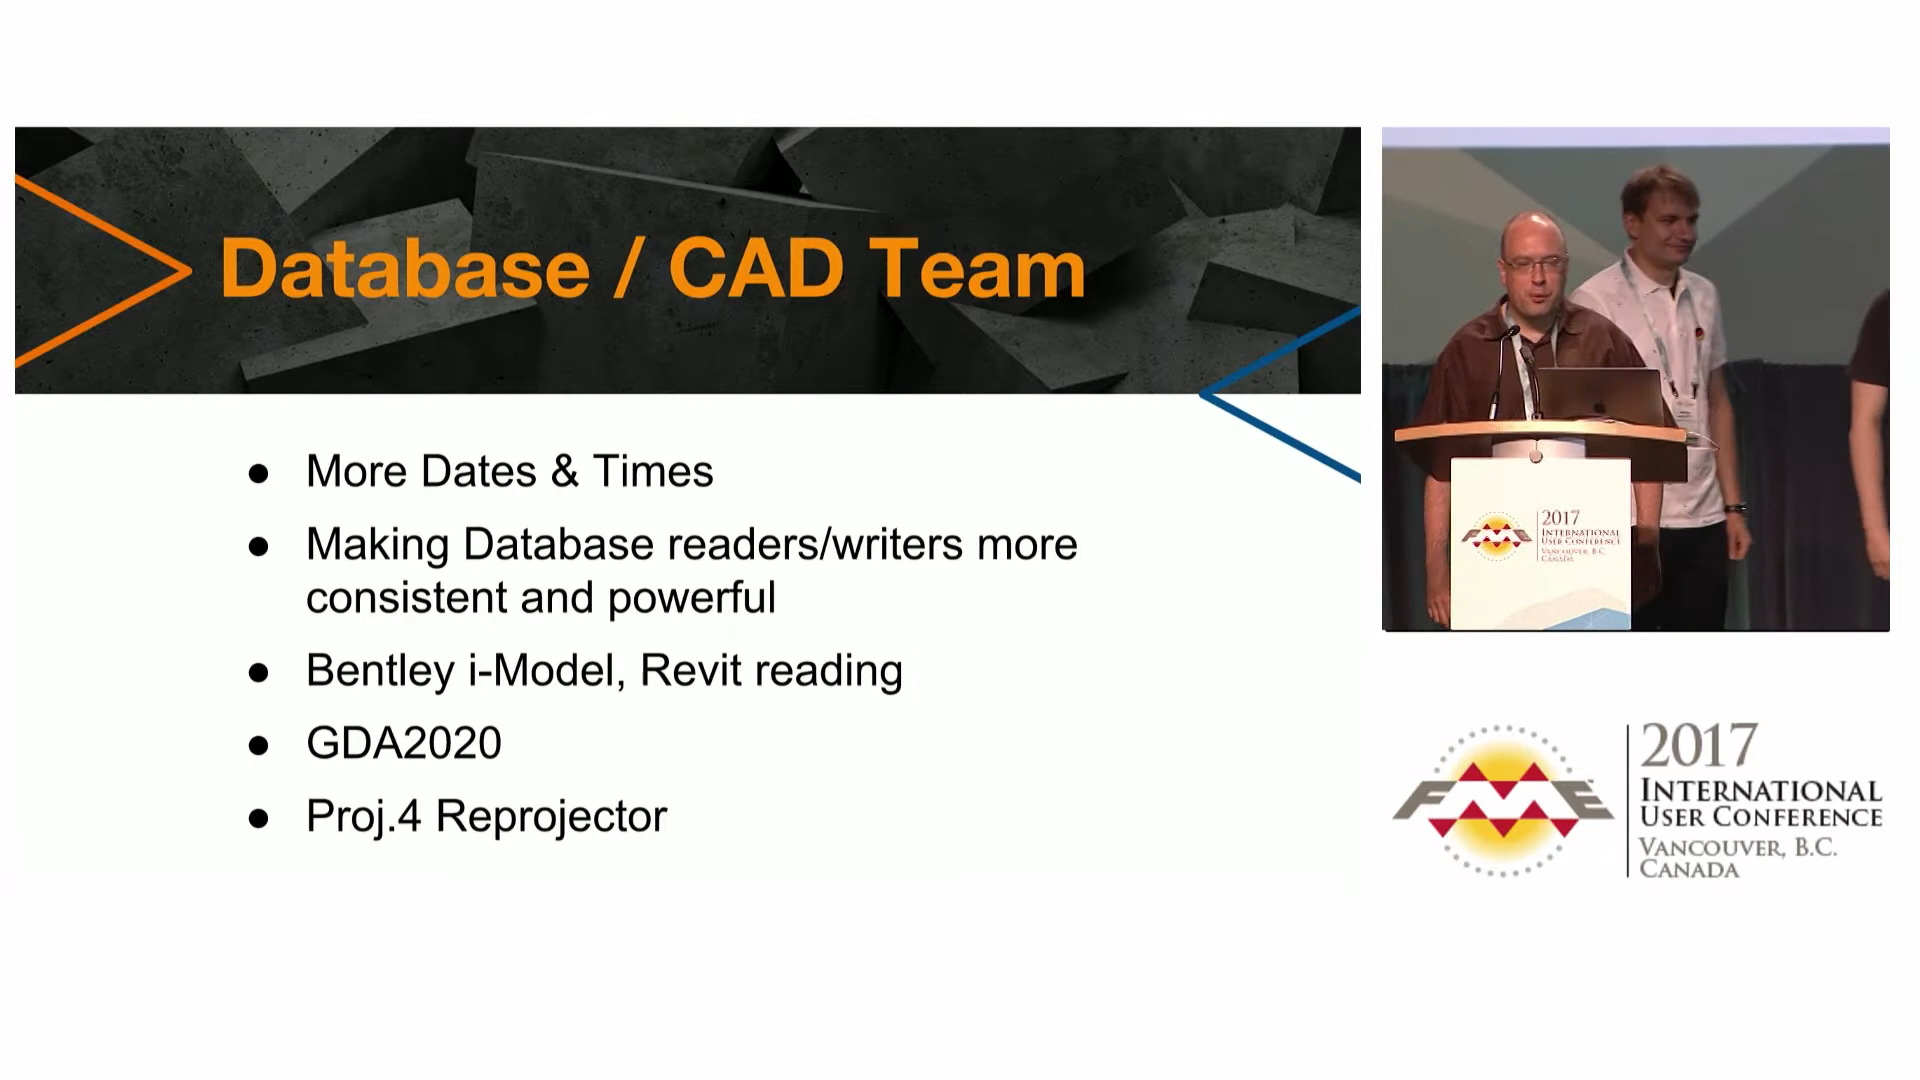 Database / CAD Team
● More Dates & Times
● Making Database readers/writers more
consistent and powerful
● Bentley i-Model, Revit reading
● GDA2020
● Proj.4 Reprojector
2017
INTERNATIONAL
USER CONFERENCE
VANCOUVER, B.C.
CANADA
FME
2017
INTERNATIONAL
USER CONFERENCE
VANCOUVER, B.C.
CANADA